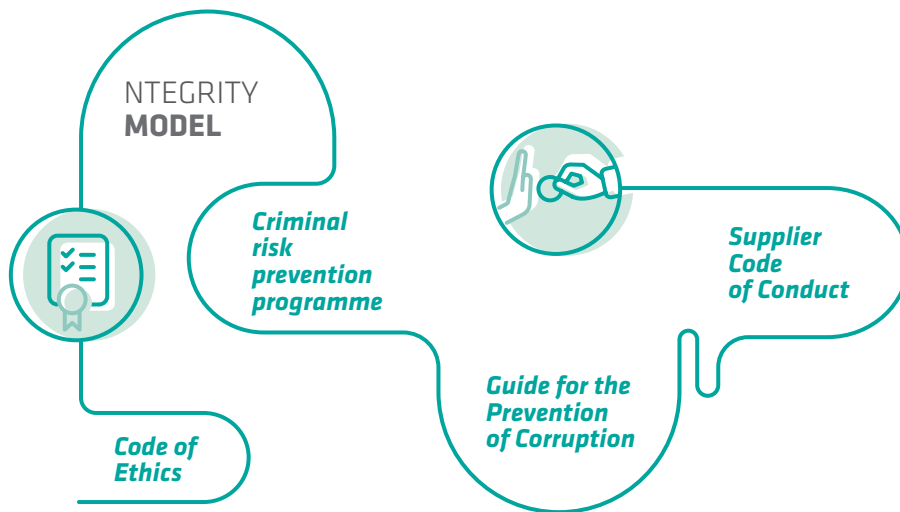 NTEGRITY
MODEL
Criminal
risk
prevention
programme
Supplier
Code
of Conduct
Guide for the
Prevention
of Corruption
Code of
Ethics